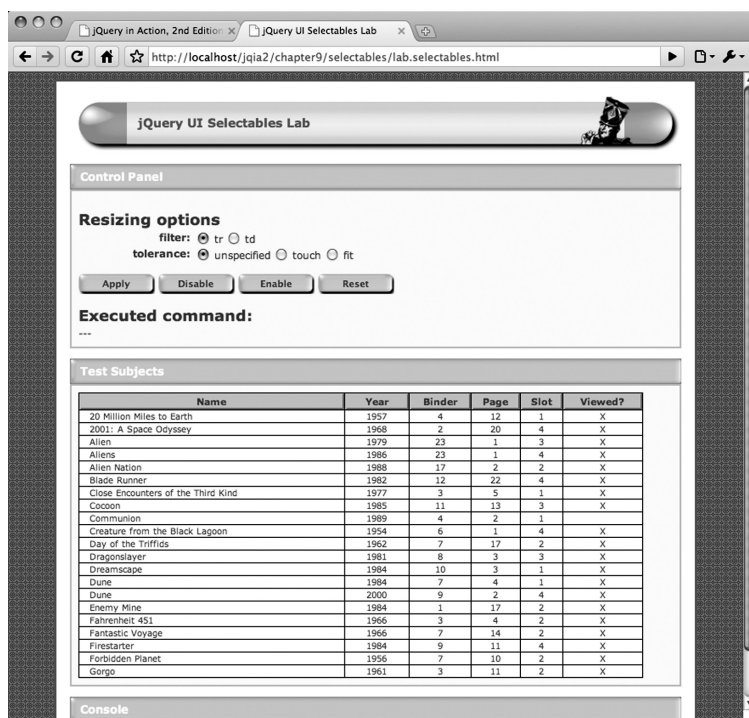 jQuery in Action, 2nd Edition
jQuery UI Selectables Lab
http://localhost/jqia2/chapter9/selectables/lab.selectables.html
jQuery UI Selectables Lab
Control Panel
Resizing options
filter: tr td
tolerance: unspecified touch fit
Apply Disable Enable Reset
Executed command:
---
Test Subjects
Name Year Binder Page Slot Viewed?
20 Million Miles to Earth 1957 4 12 1 X
2001: A Space Odyssey 1968 2 20 4 X
Alien 1979 23 1 3 X
Aliens 1986 23 1 4 X
Alien Nation 1988 17 2 2 X
Blade Runner 1982 12 22 4 X
Close Encounters of the Third Kind 1977 3 5 1 X
Cocoon 1985 11 13 3 X
Communion 1989 4 2 1
Creature from the Black Lagoon 1954 6 1 4 X
Day of the Triffids 1962 7 17 2 X
Dragonslayer 1981 8 3 3 X
Dreamscape 1984 10 3 1 X
Dune 1984 7 4 1 X
Dune 2000 9 2 4 X
Enemy Mine 1984 1 17 2 X
Fahrenheit 451 1966 3 4 2 X
Fantastic Voyage 1966 7 14 2 X
Firestarter 1984 9 11 4 X
Forbidden Planet 1956 7 10 2 X
Gorgo 1961 3 11 2 X
Console